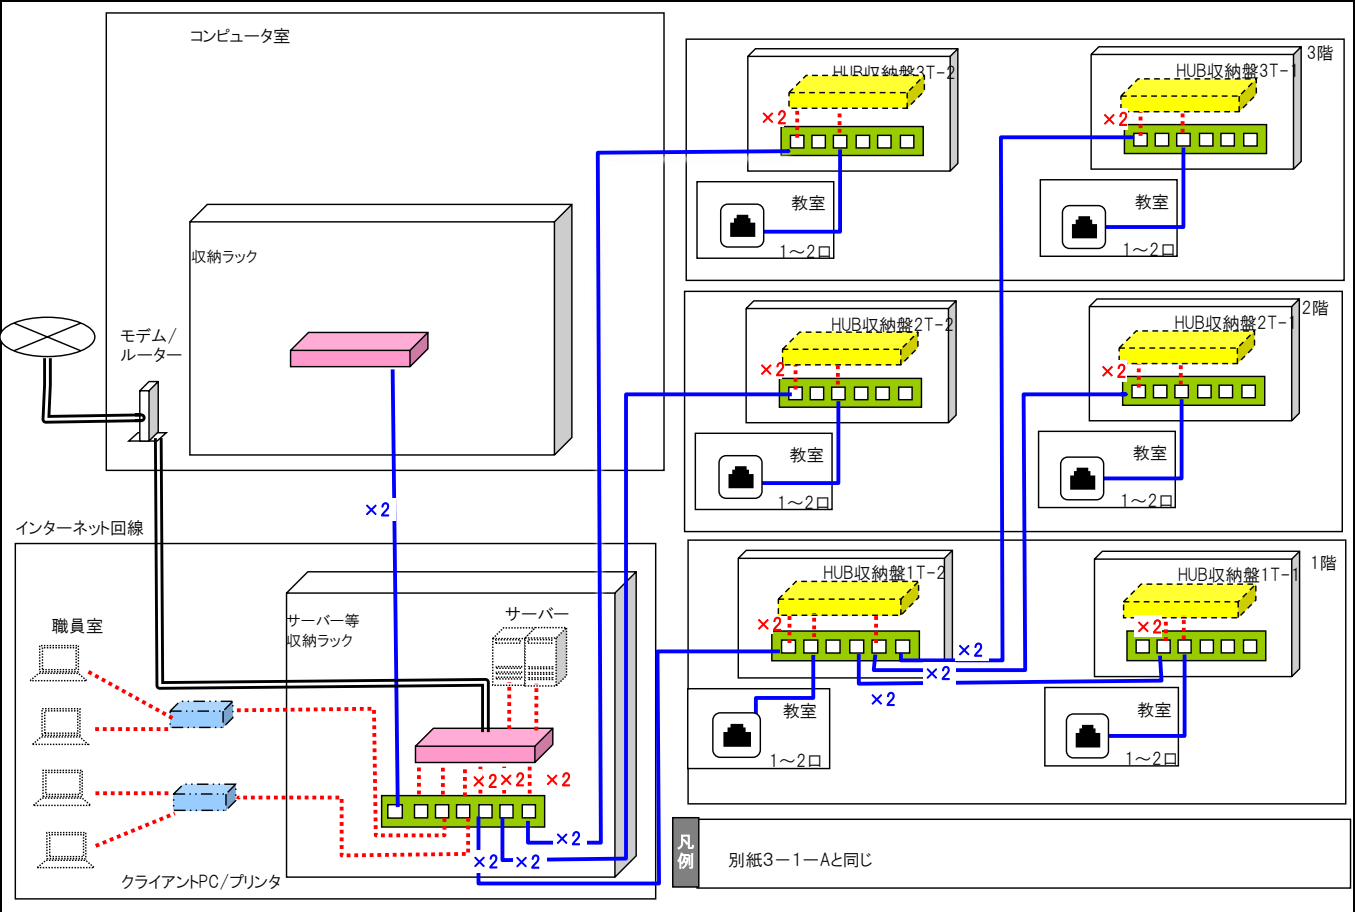 コンピュータ室
収納ラック
モデム/
ルーター
×2
インターネット回線
職員室
サーバー等
収納ラック
サーバー
×2
×2
×2
×2
×2
×2
クライアントPC/プリンタ
3階
HUB収納盤3T-2
×2
教室
1～2口
HUB収納盤3T-1
×2
教室
1～2口
2階
HUB収納盤2T-2
×2
教室
1～2口
HUB収納盤2T-1
×2
教室
1～2口
1階
HUB収納盤1T-2
×2
×2
×2
×2
教室
1～2口
HUB収納盤1T-1
×2
教室
1～2口
凡例
別紙3－1－Aと同じ